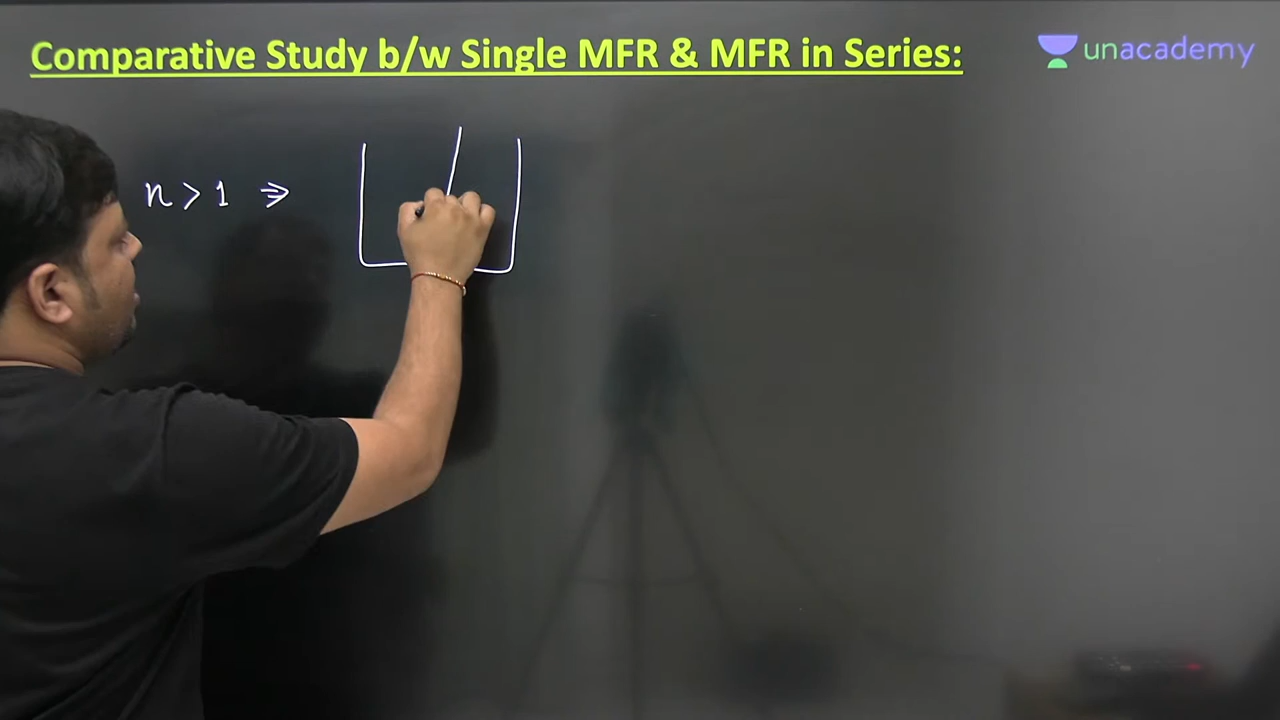 Comparative Study b/w Single MFR & MFR in Series:
unacademy
n > 1 ⇒